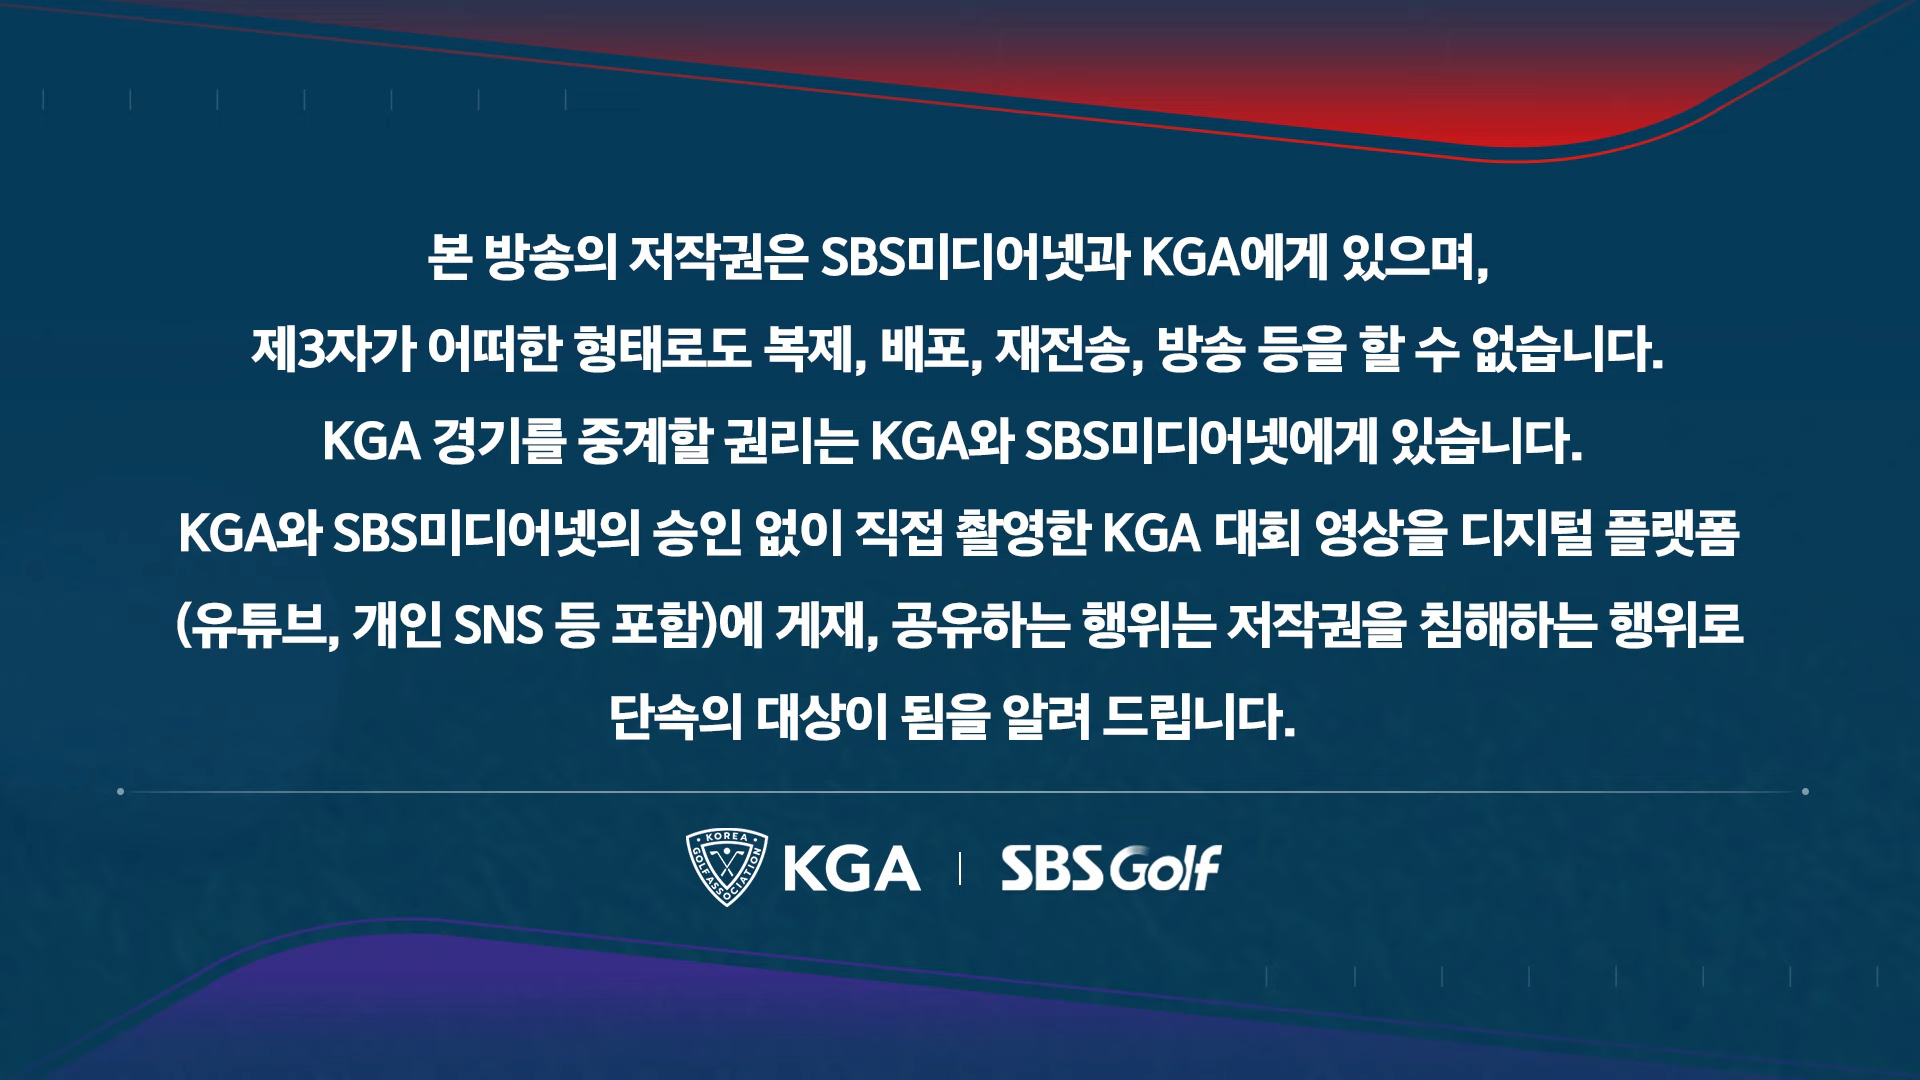 본 방송의 저작권은 SBS미디어넷과 KGA에게 있으며,
제3자가 어떠한 형태로도 복제, 배포, 재전송, 방송 등을 할 수 없습니다.
KGA 경기를 중계할 권리는 KGA와 SBS미디어넷에게 있습니다.
KGA와 SBS미디어넷의 승인 없이 직접 촬영한 KGA 대회 영상을 디지털 플랫폼
(유튜브, 개인 SNS 등 포함)에 게재, 공유하는 행위는 저작권을 침해하는 행위로
단속의 대상이 됨을 알려 드립니다.
KOREA
GOLF ASSOCIATION
KGA
SBS Golf